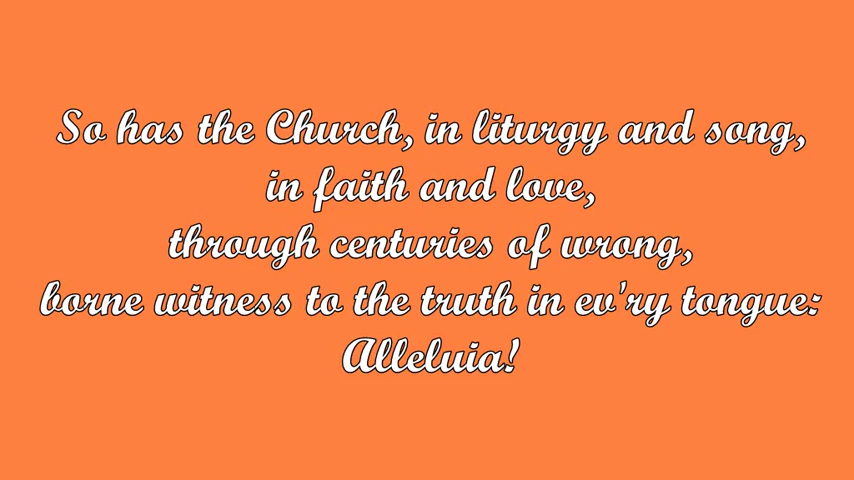 So has the Church, in liturgy and song,
in faith and love,
through centuries of wrong,
borne witness to the truth in ev'ry tongue:
Alleluia!